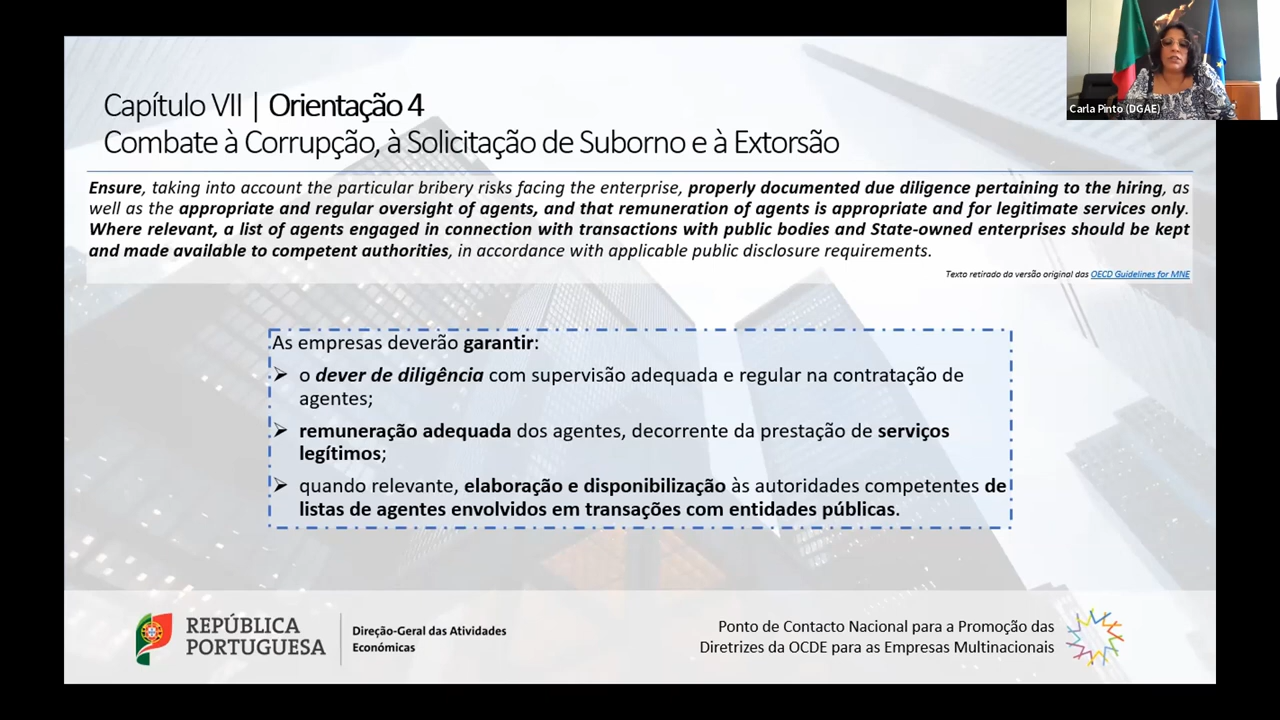 Carla Pinto (DGAE)
Capítulo VII | Orientação 4
Combate à Corrupção, à Solicitação de Suborno e à Extorsão
Ensure, taking into account the particular bribery risks facing the enterprise, properly documented due diligence pertaining to the hiring, as
well as the appropriate and regular oversight of agents, and that remuneration of agents is appropriate and for legitimate services only.
Where relevant, a list of agents engaged in connection with transactions with public bodies and State-owned enterprises should be kept
and made available to competent authorities, in accordance with applicable public disclosure requirements.
Texto retirado da versão original das OECD Guidelines for MNE
As empresas deverão garantir:
➢ o dever de diligência com supervisão adequada e regular na contratação de
agentes;
➢ remuneração adequada dos agentes, decorrente da prestação de serviços
legítimos;
➢ quando relevante, elaboração e disponibilização às autoridades competentes de
listas de agentes envolvidos em transações com entidades públicas.
REPÚBLICA
PORTUGUESA
Direção-Geral das Atividades
Económicas
Ponto de Contacto Nacional para a Promoção das
Diretrizes da OCDE para as Empresas Multinacionais